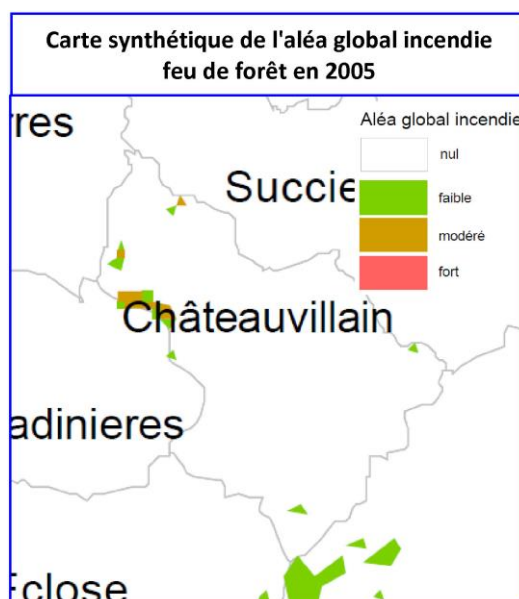 Carte synthétique de l'aléa global incendie
feu de forêt en 2005
Aléa global incendie
nul
faible
modéré
fort
rres
Succie
Châteauvillain
adinieres
Eclose